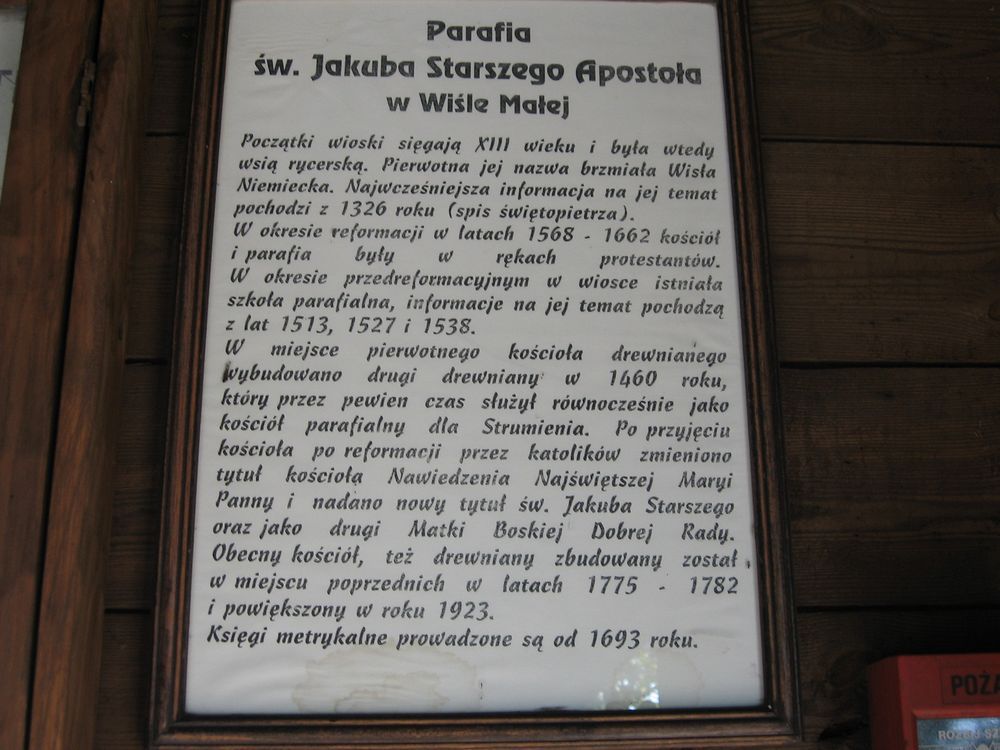 Parafia
św. Jakuba Starszego Apostoła
w Wiśle Małej
Początki wioski sięgają XIII wieku i była wtedy
wsią rycerską. Pierwotna jej nazwa brzmiała Wisła
Niemiecka. Najwcześniejsza informacja na jej temat
pochodzi z 1326 roku (spis świętopietrza).
W okresie reformacji w latach 1568 - 1662 kościół
i parafia były w rękach protestantów.
W okresie przedreformacyjnym w wiosce istniała
szkoła parafialna, informacje na jej temat pochodzą
z lat 1513, 1527 i 1538.
W miejsce pierwotnego kościoła drewnianego
wybudowano drugi drewniany w 1460 roku,
który przez pewien czas służył równocześnie jako
kościół parafialny dla Strumienia. Po przyjęciu
kościoła po reformacji przez katolików zmieniono
tytuł kościoła Nawiedzenia Najświętszej Maryi
Panny i nadano nowy tytuł św. Jakuba Starszego
oraz jako drugi Matki Boskiej Dobrej Rady.
Obecny kościół, też drewniany zbudowany został
w miejscu poprzednich w latach 1775 - 1782
i powiększony w roku 1923.
Księgi metrykalne prowadzone są od 1693 roku.
POŻA